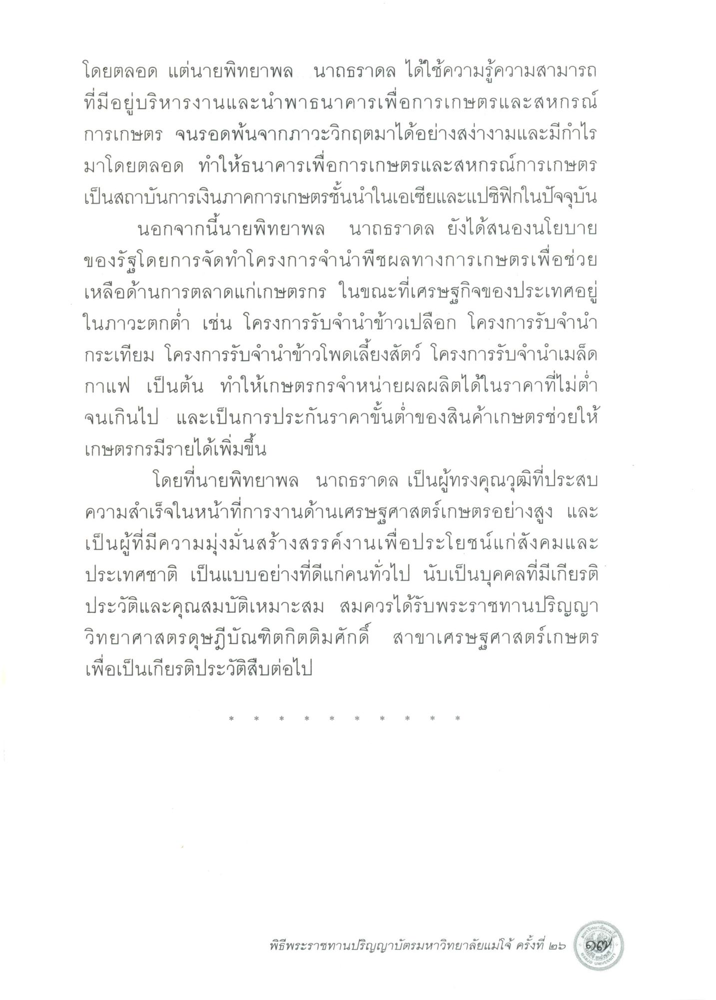 โดยตลอด แต่นายพิทยาพล นาถธราดล ได้ใช้ความรู้ความสามารถ
ที่มีอยู่บริหารงานและนำพาธนาคารเพื่อการเกษตรและสหกรณ์
การเกษตร จนรอดพ้นจากภาวะวิกฤตมาได้อย่างสง่างามและมีกำไร
มาโดยตลอด ทำให้ธนาคารเพื่อการเกษตรและสหกรณ์การเกษตร
เป็นสถาบันการเงินภาคการเกษตรชั้นนำในเอเซียและแปซิฟิกในปัจจุบัน
นอกจากนี้นายพิทยาพล นาถธราดล ยังได้สนองนโยบาย
ของรัฐโดยการจัดทำโครงการจำนำพืชผลทางการเกษตรเพื่อช่วย
เหลือด้านการตลาดแก่เกษตรกร ในขณะที่เศรษฐกิจของประเทศอยู่
ในภาวะตกต่ำ เช่น โครงการรับจำนำข้าวเปลือก โครงการรับจำนำ
กระเทียม โครงการรับจำนำข้าวโพดเลี้ยงสัตว์ โครงการรับจำนำเมล็ด
กาแฟ เป็นต้น ทำให้เกษตรกรจำหน่ายผลผลิตได้ในราคาที่ไม่ต่ำ
จนเกินไป และเป็นการประกันราคาขั้นต่ำของสินค้าเกษตรช่วยให้
เกษตรกรมีรายได้เพิ่มขึ้น
โดยที่นายพิทยาพล นาถธราดล เป็นผู้ทรงคุณวุฒิที่ประสบ
ความสำเร็จในหน้าที่การงานด้านเศรษฐศาสตร์เกษตรอย่างสูง และ
เป็นผู้ที่มีความมุ่งมั่นสร้างสรรค์งานเพื่อประโยชน์แก่สังคมและ
ประเทศชาติ เป็นแบบอย่างที่ดีแก่คนทั่วไป นับเป็นบุคคลที่มีเกียรติ
ประวัติและคุณสมบัติเหมาะสม สมควรได้รับพระราชทานปริญญา
วิทยาศาสตรดุษฎีบัณฑิตกิตติมศักดิ์ สาขาเศรษฐศาสตร์เกษตร
เพื่อเป็นเกียรติประวัติสืบต่อไป
* * * * * * * * * *
พิธีพระราชทานปริญญาบัตรมหาวิทยาลัยแม่โจ้ ครั้งที่ ๒๖
มหาวิทยาลัยแม่โจ้
๑๗
MAEJO UNIVERSITY